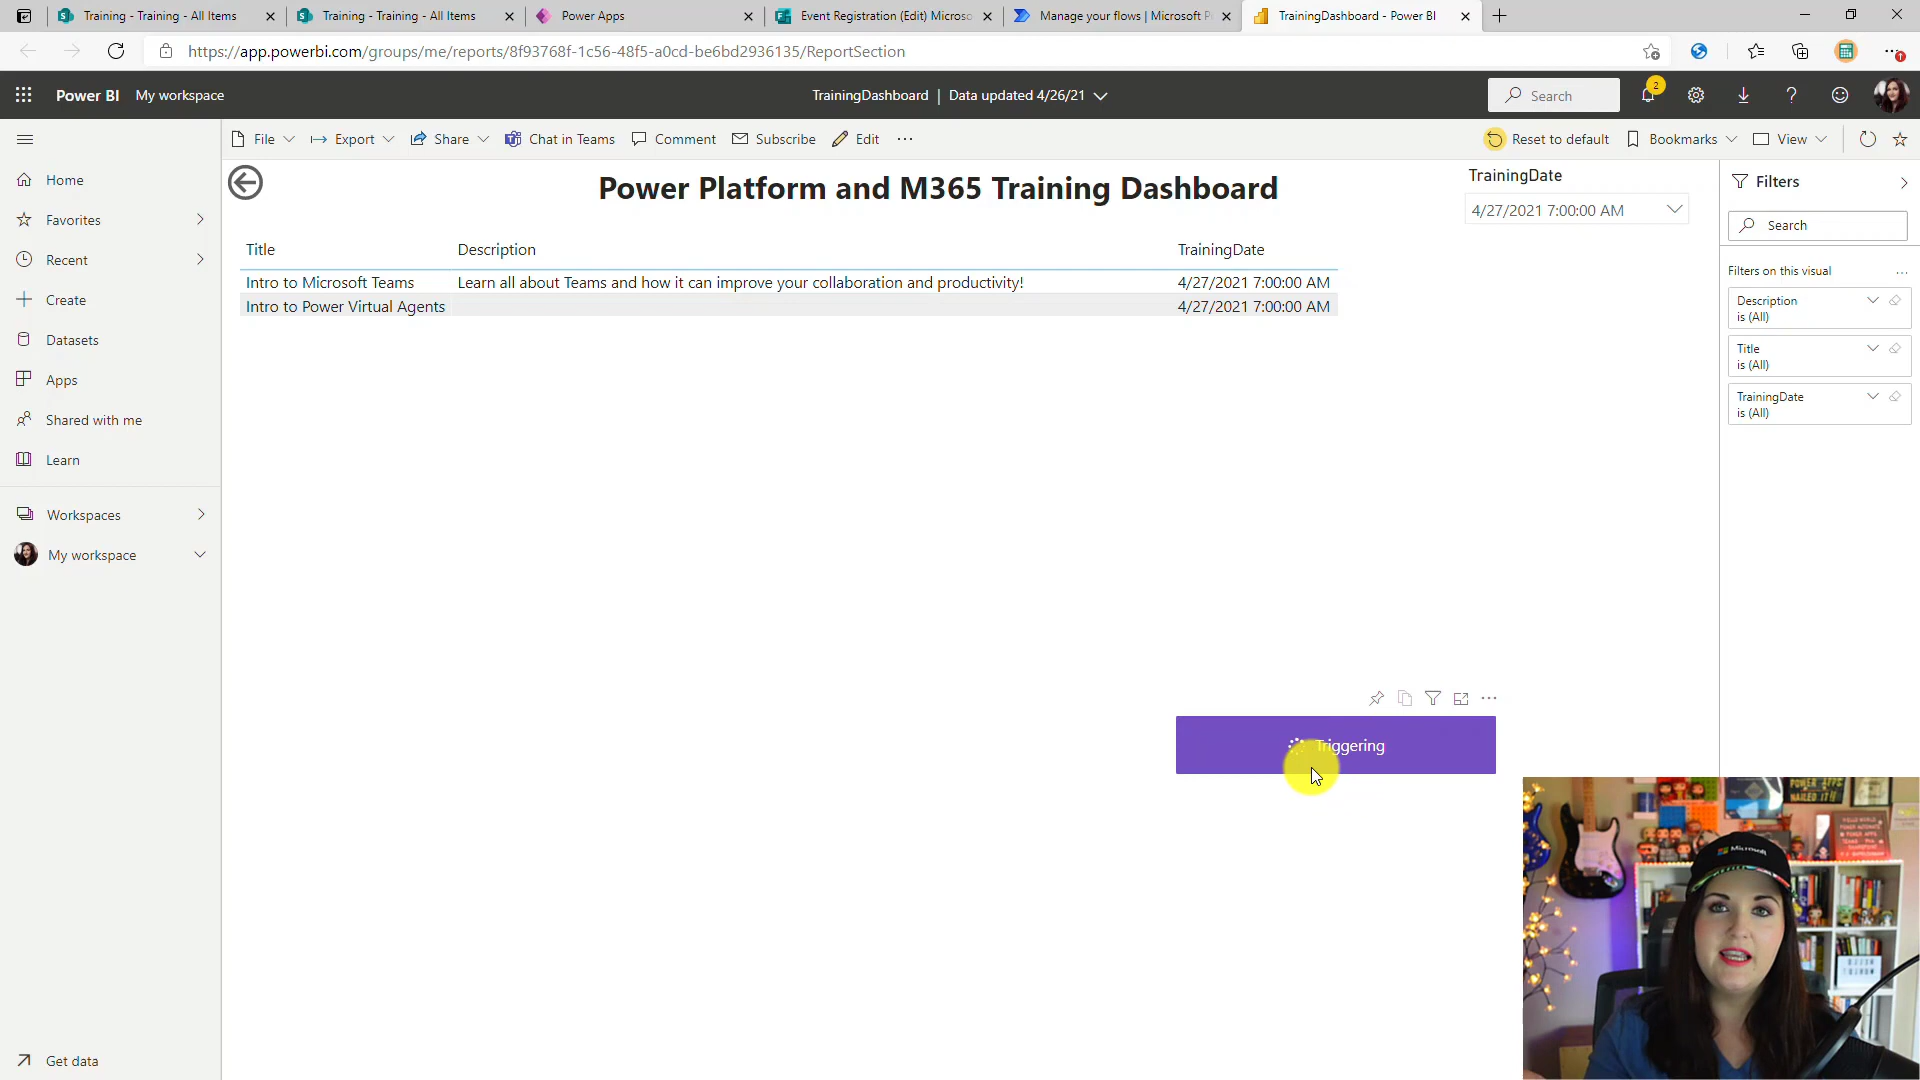 Training - Training - All Items
Training - Training - All Items
Power Apps
Event Registration (Edit) Microso
Manage your flows | Microsoft P
TrainingDashboard - Power BI
https://app.powerbi.com/groups/me/reports/8f93768f-1c56-48f5-a0cd-be6bd2936135/ReportSection
Power BI My workspace
TrainingDashboard | Data updated 4/26/21
Search
2
File Export Share Chat in Teams Comment Subscribe Edit
Reset to default Bookmarks View
Home
Favorites
Recent
Create
Datasets
Apps
Shared with me
Learn
Workspaces
My workspace
Get data
Power Platform and M365 Training Dashboard
TrainingDate
4/27/2021 7:00:00 AM
Title Description TrainingDate
Intro to Microsoft Teams Learn all about Teams and how it can improve your collaboration and productivity! 4/27/2021 7:00:00 AM
Intro to Power Virtual Agents 4/27/2021 7:00:00 AM
Triggering
Filters
Search
Filters on this visual
Description
is (All)
Title
is (All)
TrainingDate
is (All)
Microsoft